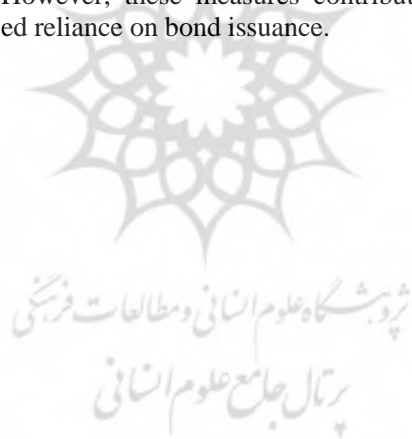 However, these measures contribut
ed reliance on bond issuance.
پژوهشگاه علوم انسانی و مطالعات فرهنگی
پرتال جامع علوم انسانی